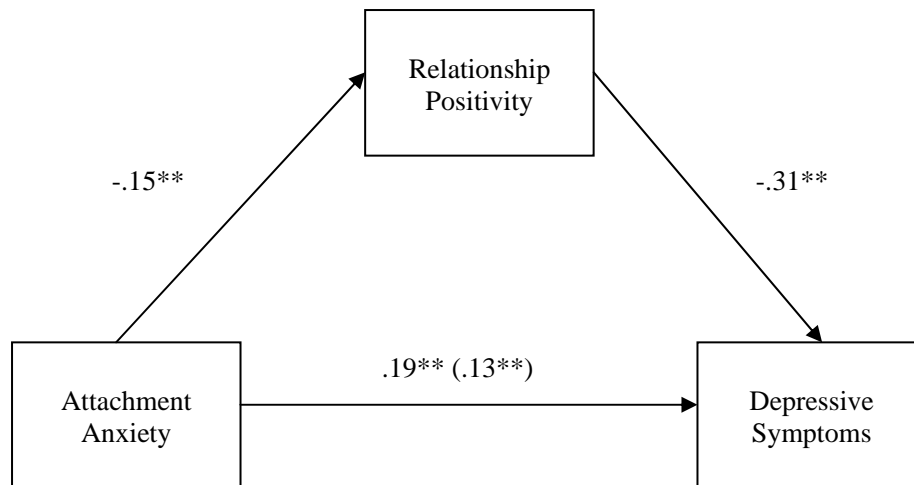 Relationship
Positivity
-.15**
-.31**
.19** (.13**)
Attachment
Anxiety
Depressive
Symptoms